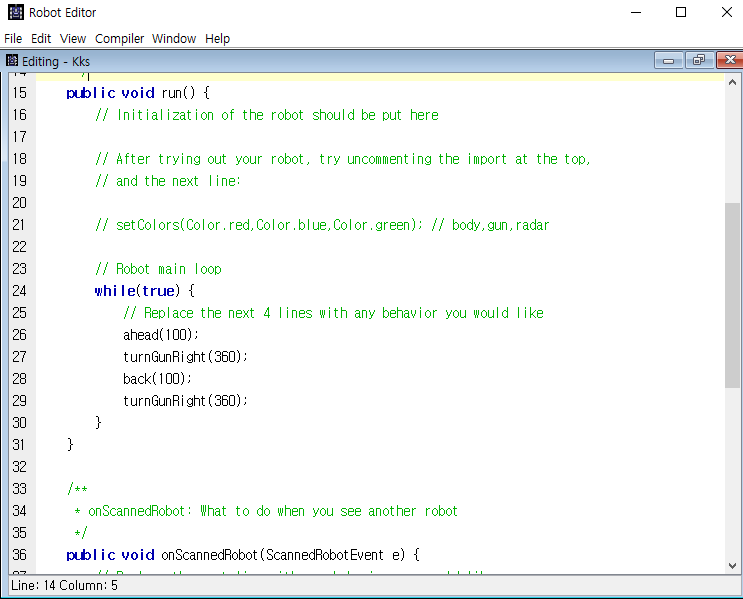 Robot Editor
File Edit View Compiler Window Help
Editing - Kks
14 */
15 public void run() {
16 // Initialization of the robot should be put here
17
18 // After trying out your robot, try uncommenting the import at the top,
19 // and the next line:
20
21 // setColors(Color.red,Color.blue,Color.green); // body,gun,radar
22
23 // Robot main loop
24 while(true) {
25 // Replace the next 4 lines with any behavior you would like
26 ahead(100);
27 turnGunRight(360);
28 back(100);
29 turnGunRight(360);
30 }
31 }
32
33 /**
34 * onScannedRobot: What to do when you see another robot
35 */
36 public void onScannedRobot(ScannedRobotEvent e) {
Line: 14 Column: 5